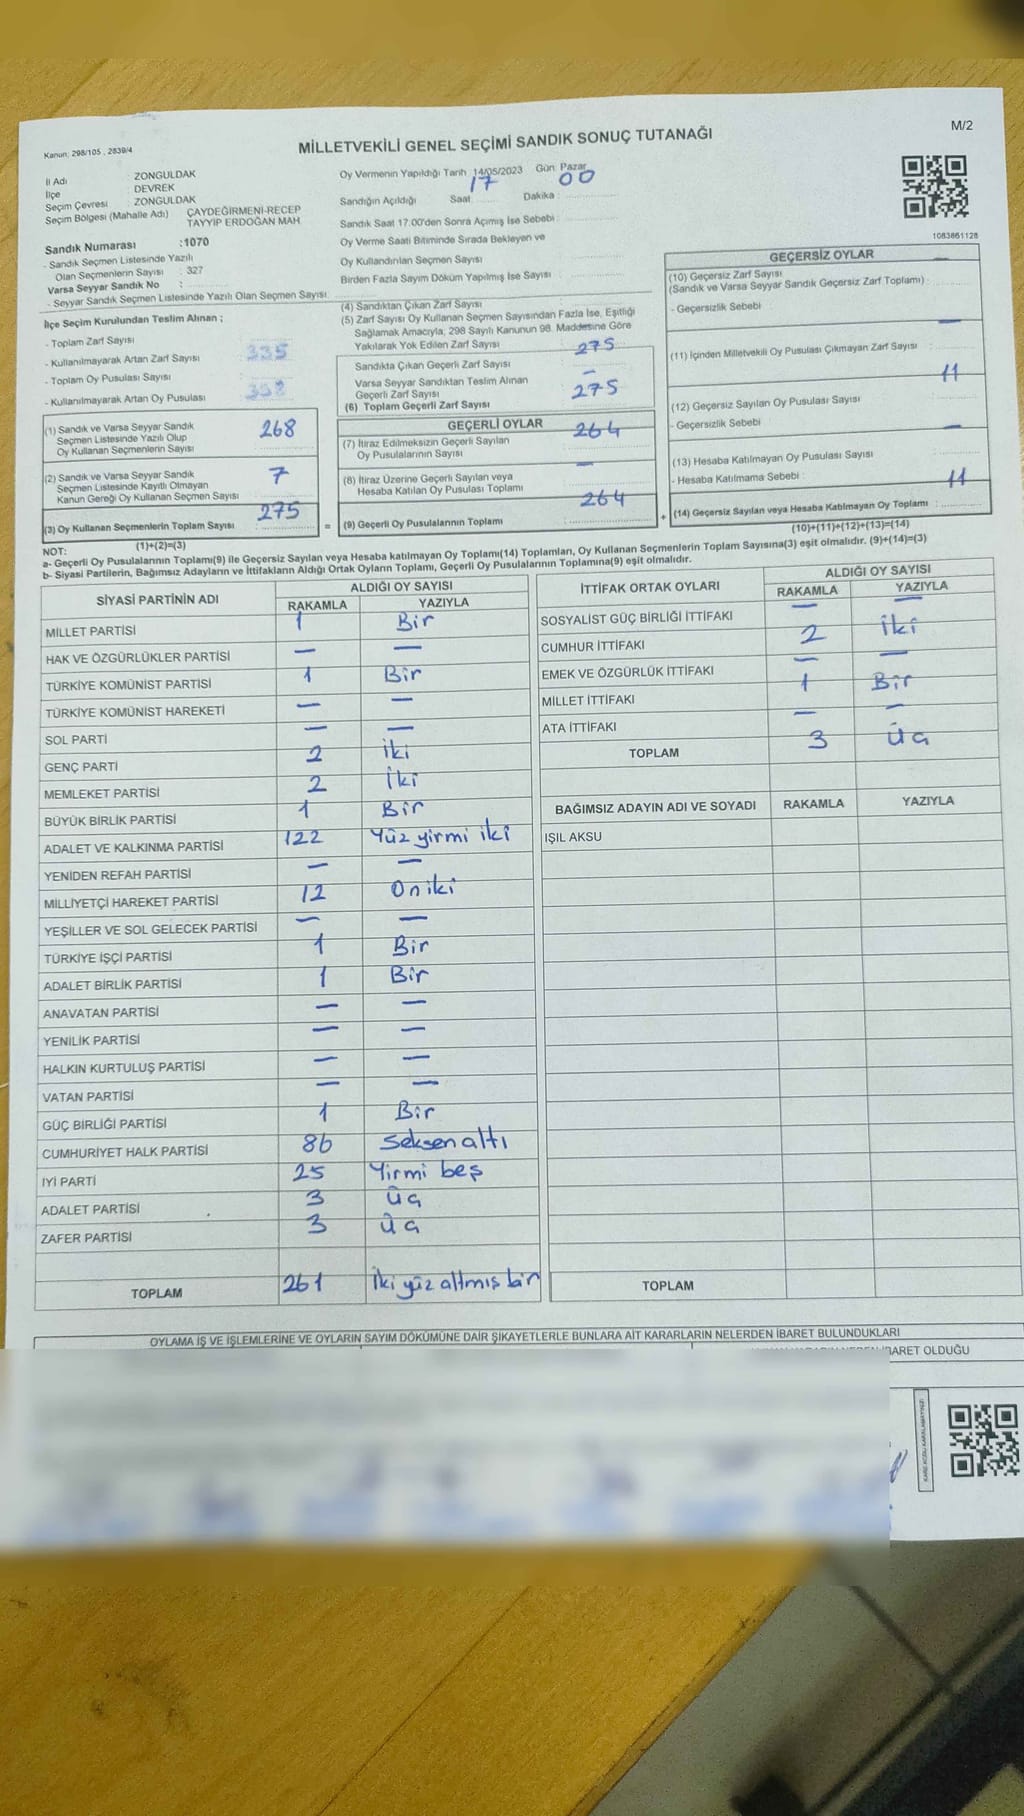 M/2
Kanun: 298/105 , 2839/4
MİLLETVEKİLİ GENEL SEÇİMİ SANDIK SONUÇ TUTANAĞI
İl Adı : ZONGULDAK
İlçe : DEVREK
Seçim Çevresi : ZONGULDAK
Seçim Bölgesi (Mahalle Adı) ÇAYDEĞİRMENİ-RECEP
TAYYİP ERDOĞAN MAH.
Sandık Numarası :1070
- Sandık Seçmen Listesinde Yazılı
Olan Seçmenlerin Sayısı : 327
Varsa Seyyar Sandık No :
- Seyyar Sandık Seçmen Listesinde Yazılı Olan Seçmen Sayısı:
Oy Vermenin Yapıldığı Tarih :14/05/2023 Gün: Pazar
Sandığın Açıldığı Saat: 17 Dakika : 00
Sandık Saat 17.00'den Sonra Açımış İse Sebebi :
Oy Verme Saati Bitiminde Sırada Bekleyen ve
Oy Kullandırılan Seçmen Sayısı
Birden Fazla Sayım Döküm Yapılmış İse Sayısı :
1083861128
İlçe Seçim Kurulundan Teslim Alınan ;
- Toplam Zarf Sayısı
- Kullanılmayarak Artan Zarf Sayısı 335
- Toplam Oy Pusulası Sayısı
- Kullanılmayarak Artan Oy Pusulası
(1) Sandık ve Varsa Seyyar Sandık
Seçmen Listesinde Yazılı Olup
Oy Kullanan Seçmenlerin Sayısı 268
(2) Sandık ve Varsa Seyyar Sandık
Seçmen Listesinde Kayıtlı Olmayan
Kanun Gereği Oy Kullanan Seçmen Sayısı 7
(3) Oy Kullanan Seçmenlerin Toplam Sayısı 275
(1)+(2)=(3)
(4) Sandıktan Çıkan Zarf Sayısı
(5) Zarf Sayısı Oy Kullanan Seçmen Sayısından Fazla İse, Eşitliği
Sağlamak Amacıyla; 298 Sayılı Kanunun 98. Maddesine Göre
Yakılarak Yok Edilen Zarf Sayısı
Sandıkta Çıkan Geçerli Zarf Sayısı 275
Varsa Seyyar Sandıktan Teslim Alınan
Geçerli Zarf Sayısı —
(6) Toplam Geçerli Zarf Sayısı 275
GEÇERLİ OYLAR
(7) İtiraz Edilmeksizin Geçerli Sayılan
Oy Pusulalarının Sayısı 264
(8) İtiraz Üzerine Geçerli Sayılan veya
Hesaba Katılan Oy Pusulası Toplamı —
= (9) Geçerli Oy Pusulalarının Toplamı 264
GEÇERSİZ OYLAR
(10) Geçersiz Zarf Sayısı —
(Sandık ve Varsa Seyyar Sandık Geçersiz Zarf Toplamı) :
- Geçersizlik Sebebi
(11) İçinden Milletvekili Oy Pusulası Çıkmayan Zarf Sayısı —
(12) Geçersiz Sayılan Oy Pusulası Sayısı 11
- Geçersizlik Sebebi
(13) Hesaba Katılmayan Oy Pusulası Sayısı —
- Hesaba Katılmama Sebebi :
+ (14) Geçersiz Sayılan veya Hesaba Katılmayan Oy Toplamı : 11
(10)+(11)+(12)+(13)=(14)
NOT:
a- Geçerli Oy Pusulalarının Toplamı(9) ile Geçersiz Sayılan veya Hesaba katılmayan Oy Toplamı(14) Toplamları, Oy Kullanan Seçmenlerin Toplam Sayısına(3) eşit olmalıdır. (9)+(14)=(3)
b- Siyasi Partilerin, Bağımsız Adayların ve İttifakların Aldığı Ortak Oyların Toplamı, Geçerli Oy Pusulalarının Toplamına(9) eşit olmalıdır.
SİYASİ PARTİNİN ADI ALDIĞI OY SAYISI
RAKAMLA YAZIYLA
MİLLET PARTİSİ 1 Bir
HAK VE ÖZGÜRLÜKLER PARTİSİ — —
TÜRKİYE KOMÜNİST PARTİSİ 1 Bir
TÜRKİYE KOMÜNİST HAREKETİ — —
SOL PARTİ — —
GENÇ PARTİ 2 iki
MEMLEKET PARTİSİ 2 iki
BÜYÜK BİRLİK PARTİSİ 1 Bir
ADALET VE KALKINMA PARTİSİ 122 Yüz yirmi iki
YENİDEN REFAH PARTİSİ — —
MİLLİYETÇİ HAREKET PARTİSİ 12 On iki
YEŞİLLER VE SOL GELECEK PARTİSİ — —
TÜRKİYE İŞÇİ PARTİSİ 1 Bir
ADALET BİRLİK PARTİSİ 1 Bir
ANAVATAN PARTİSİ — —
YENİLİK PARTİSİ — —
HALKIN KURTULUŞ PARTİSİ — —
VATAN PARTİSİ — —
GÜÇ BİRLİĞİ PARTİSİ 1 Bir
CUMHURİYET HALK PARTİSİ 86 Seksen altı
İYİ PARTİ 25 Yirmi beş
ADALET PARTİSİ 3 üç
ZAFER PARTİSİ 3 üç
TOPLAM 261 İki yüz altmış bir
İTTİFAK ORTAK OYLARI ALDIĞI OY SAYISI
RAKAMLA YAZIYLA
SOSYALİST GÜÇ BİRLİĞİ İTTİFAKI — —
CUMHUR İTTİFAKI 2 iki
EMEK VE ÖZGÜRLÜK İTTİFAKI — —
MİLLET İTTİFAKI 1 Bir
ATA İTTİFAKI — —
TOPLAM 3 üç
BAĞIMSIZ ADAYIN ADI VE SOYADI RAKAMLA YAZIYLA
IŞIL AKSU
TOPLAM
OYLAMA İŞ VE İŞLEMLERİNE VE OYLARIN SAYIM DÖKÜMÜNE DAİR ŞİKAYETLERLE BUNLARA AİT KARARLARIN NELERDEN İBARET BULUNDUKLARI
OLDUĞU